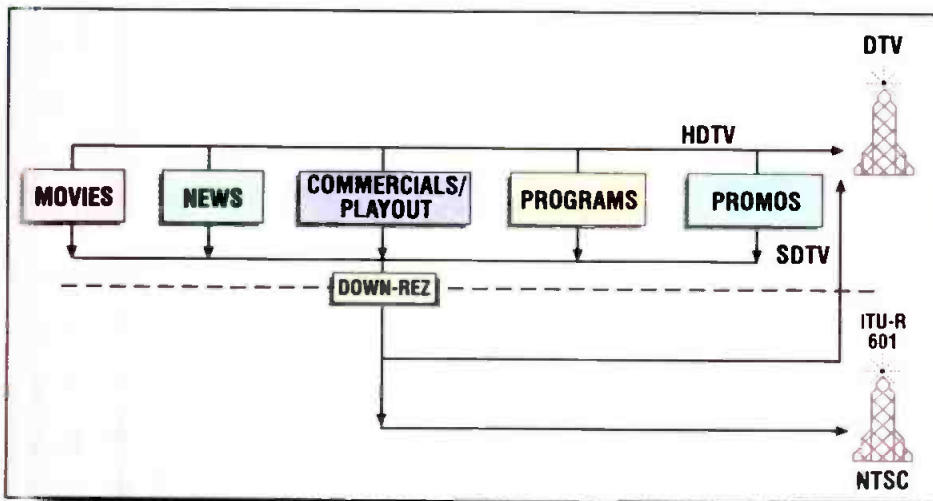 DTV
HDTV
MOVIES
NEWS
COMMERCIALS/
PLAYOUT
PROGRAMS
PROMOS
SDTV
DOWN-REZ
ITU-R
601
NTSC